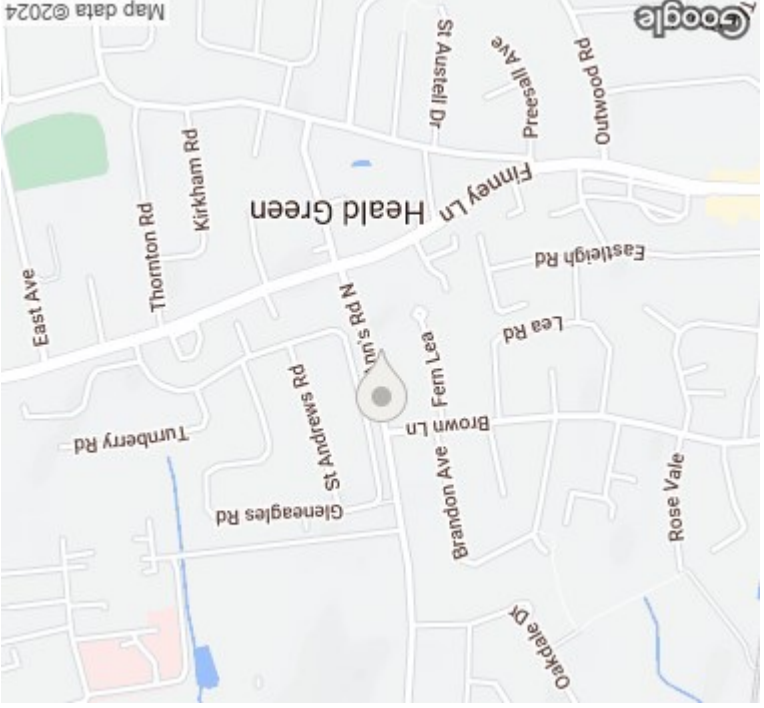 Oakdale Dr
Rose Vale
Gleneagles Rd
Brandon Ave
St Andrews Rd
Turnberry Rd
Brown Ln
Fern Lea
Lea Rd
nn's Rd N
East Ave
Thornton Rd
Eastleigh Rd
Heald Green
Finney Ln
Kirkham Rd
Outwood Rd
Preesall Ave
St Austell Dr
Google
Map data ©2024